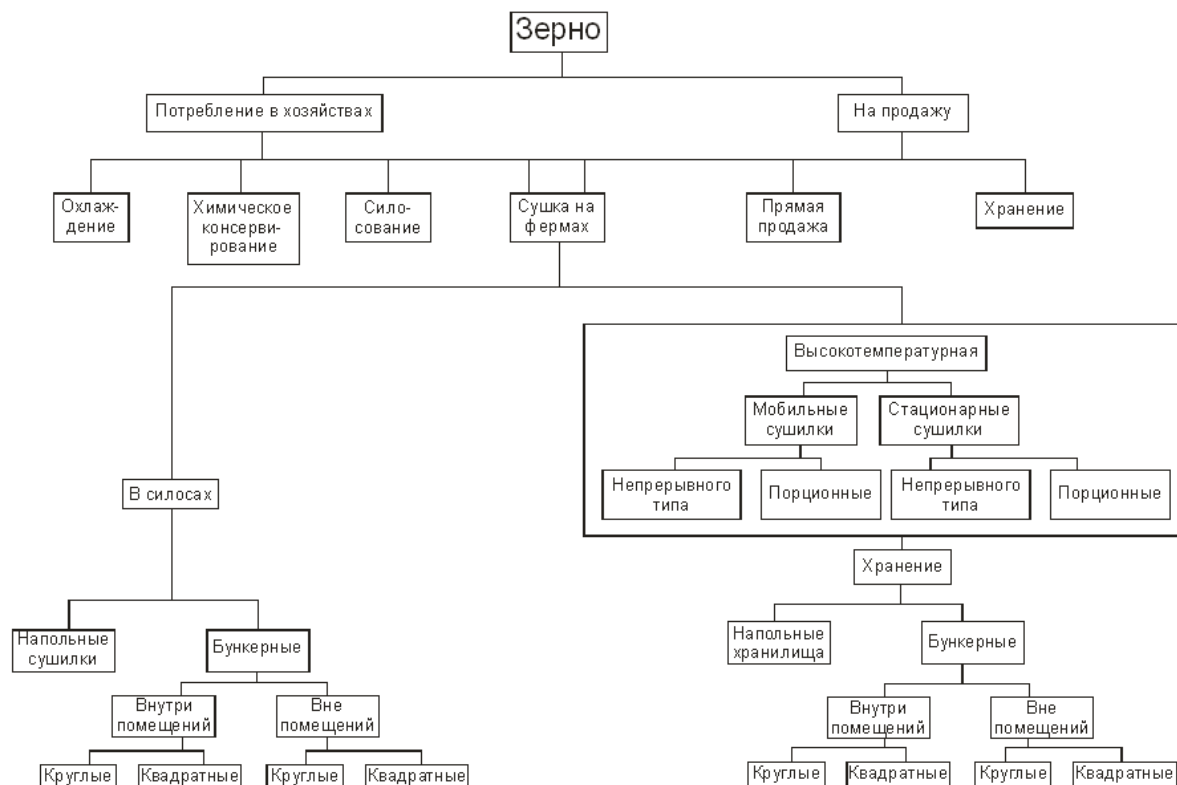 Зерно
Потребление в хозяйствах
На продажу
Охлаж-
дение
Химическое
консерви-
рование
Сило-
сование
Сушка на
фермах
Прямая
продажа
Хранение
Высокотемпературная
Мобильные
сушилки
Стационарные
сушилки
Непрерывного
типа
Порционные
Непрерывного
типа
Порционные
В силосах
Хранение
Напольные
сушилки
Бункерные
Напольные
хранилища
Бункерные
Внутри
помещений
Вне
помещений
Внутри
помещений
Вне
помещений
Круглые
Квадратные
Круглые
Квадратные
Круглые
Квадратные
Круглые
Квадратные